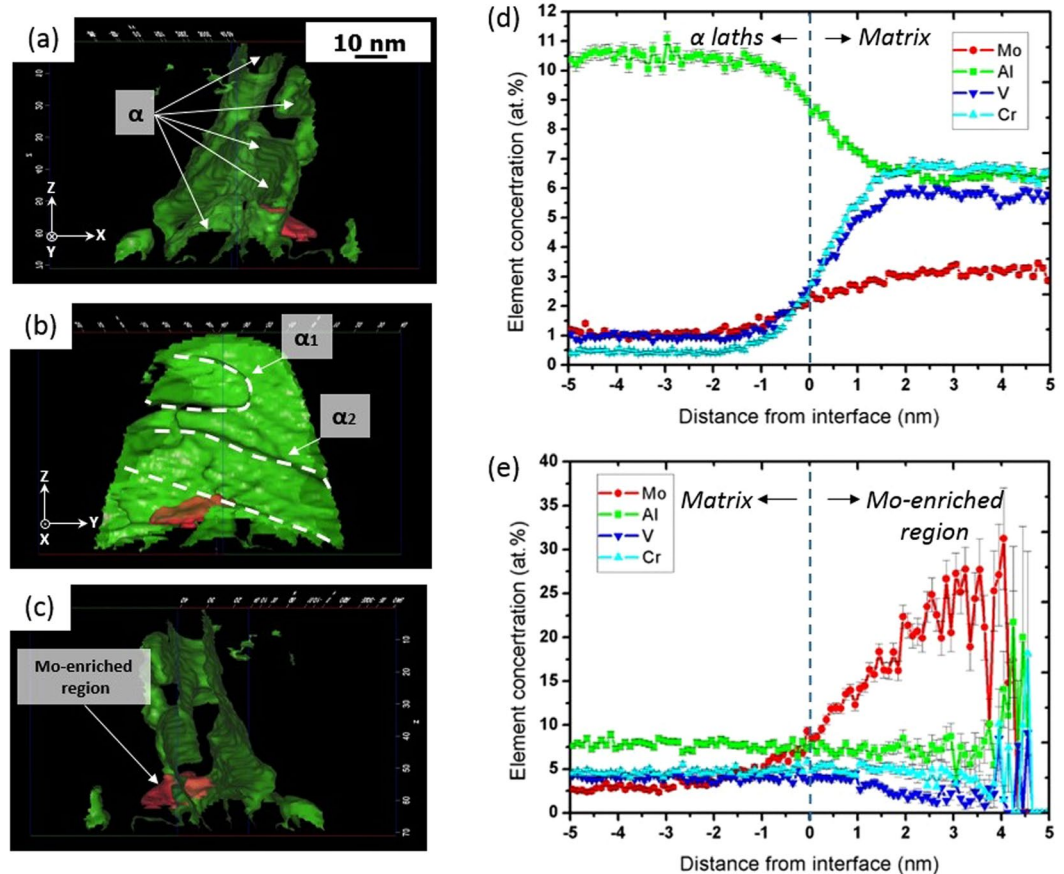 (a)
10 nm
α
Z
X
Y
(b)
α1
α2
Z
Y
X
(c)
Mo-enriched
region
(d)
Element concertration (at.%)
12
11
10
9
8
7
6
5
4
3
2
1
0
α laths
Matrix
Mo
Al
V
Cr
-5 -4 -3 -2 -1 0 1 2 3 4 5
Distance from interface (nm)
(e)
Element concertration (at.%)
40
35
30
25
20
15
10
5
0
Mo
Al
V
Cr
Matrix
Mo-enriched
region
-5 -4 -3 -2 -1 0 1 2 3 4 5
Distance from interface (nm)